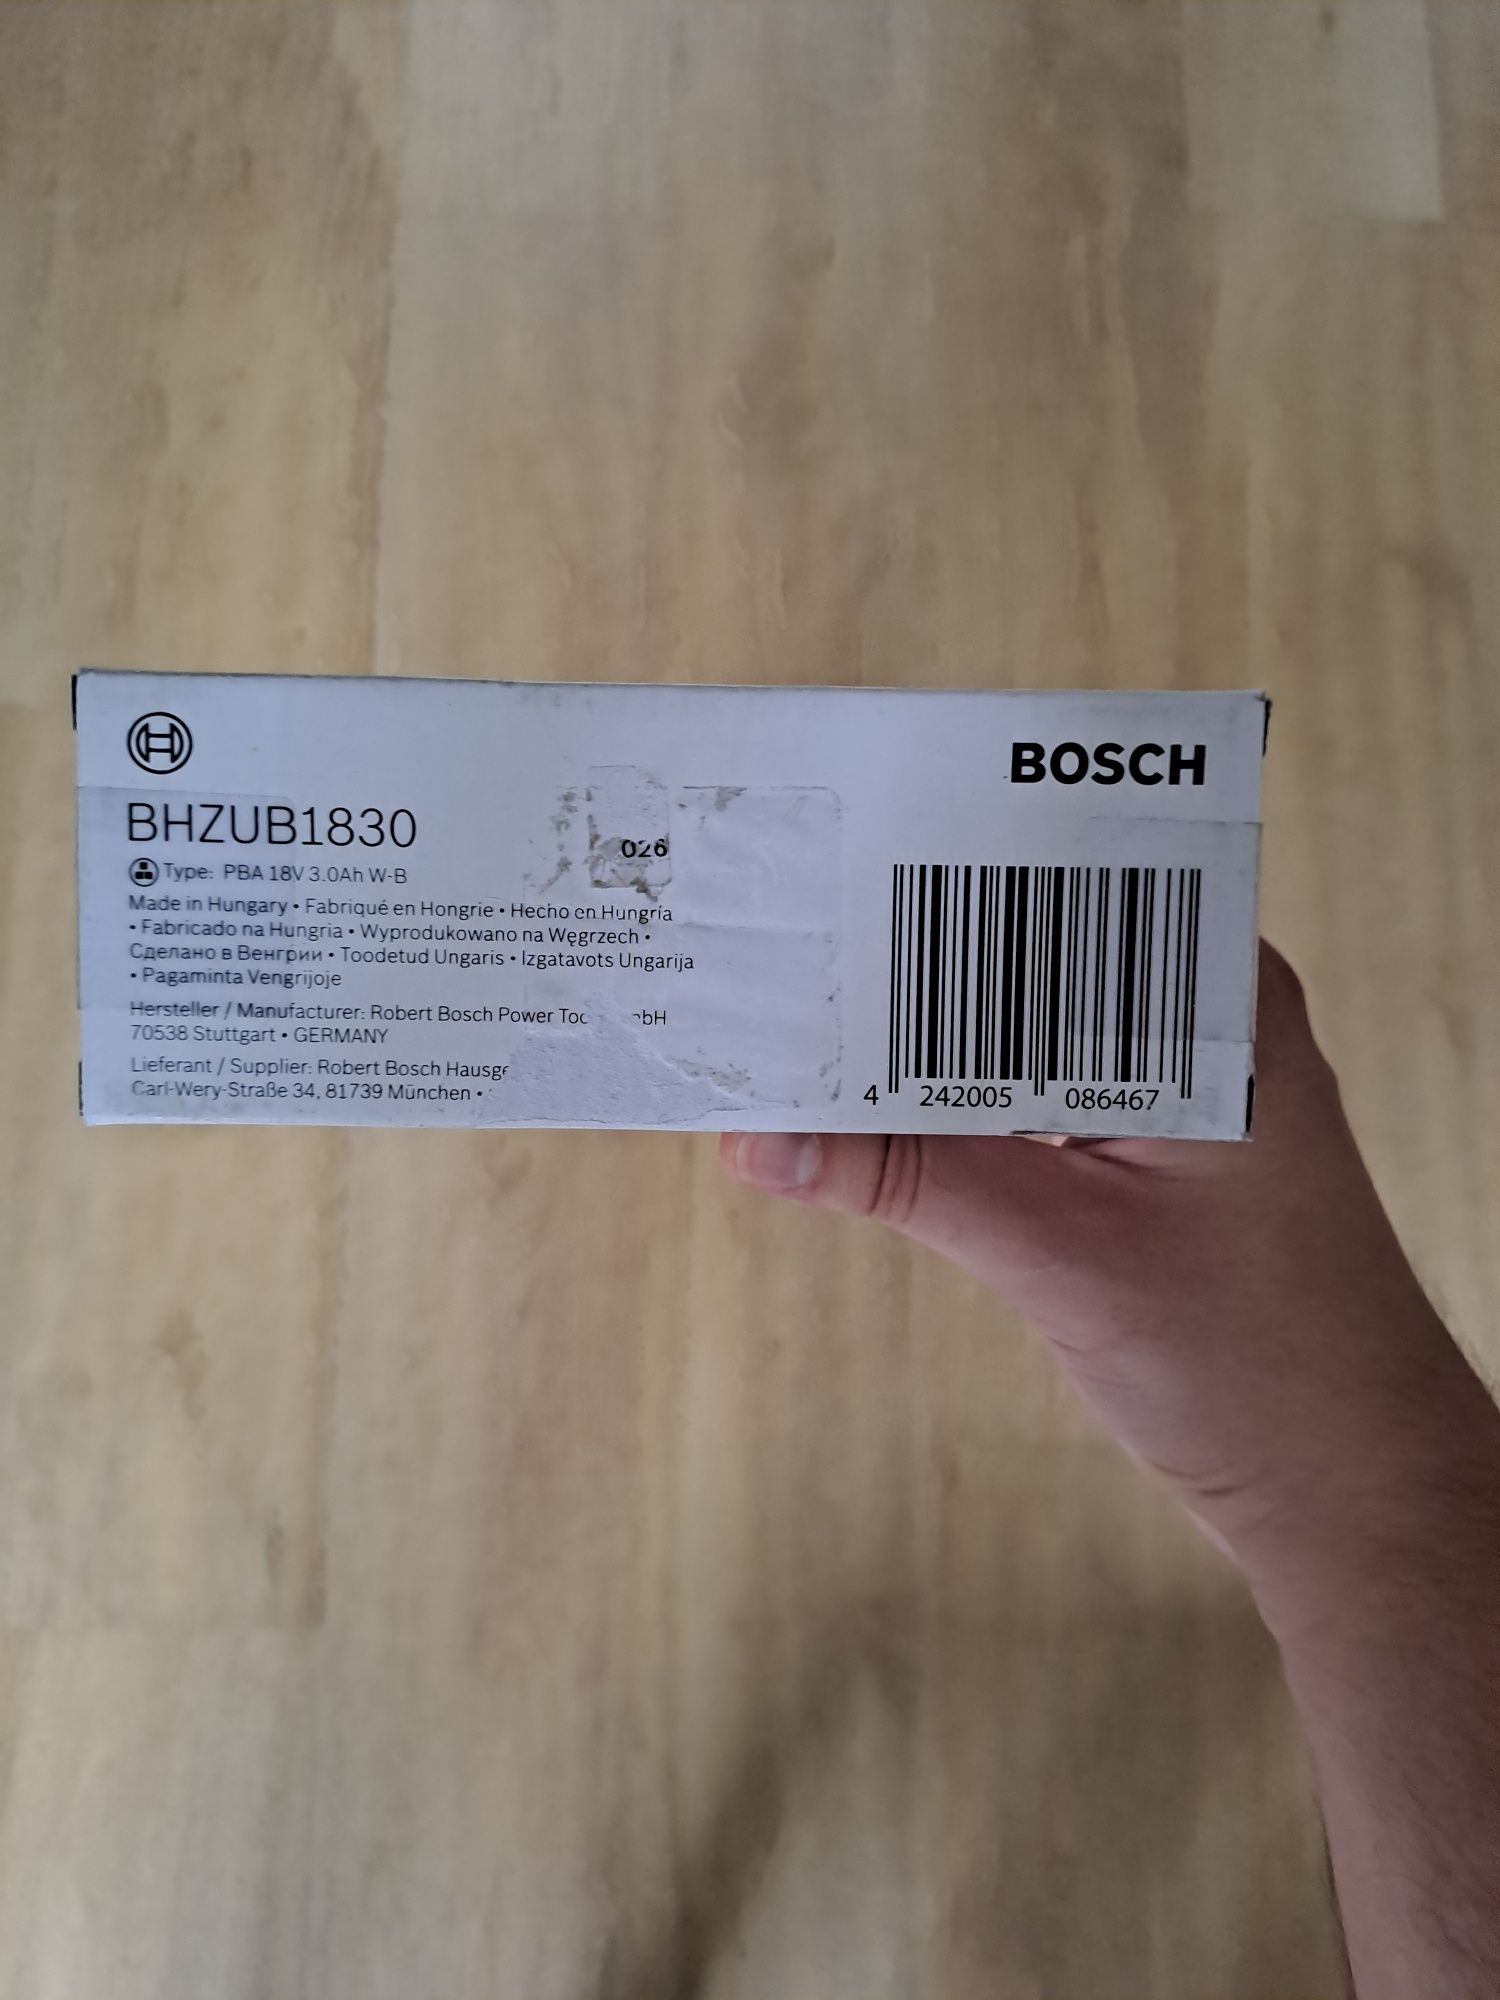 BOSCH
BHZUB1830
026
Type: PBA 18V 3.0Ah W-B
Made in Hungary • Fabriqué en Hongrie • Hecho en Hungría
• Fabricado na Hungria • Wyprodukowano na Węgrzech •
Сделано в Венгрии • Toodetud Ungaris • Izgatavots Ungarija
• Pagaminta Vengrijoje
Hersteller / Manufacturer: Robert Bosch Power
70538 Stuttgart • GERMANY
Lieferant / Supplier: Robert Bosch
Carl-Wery-Straße 34, 81739 München •
4 242005 086467